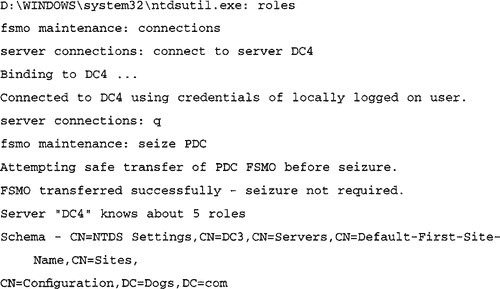 D:\WINDOWS\system32\ntdsutil.exe: roles
fsmo maintenance: connections
server connections: connect to server DC4
Binding to DC4 ...
Connected to DC4 using credentials of locally logged on user.
server connections: q
fsmo maintenance: seize PDC
Attempting safe transfer of PDC FSMO before seizure.
FSMO transferred successfully - seizure not required.
Server "DC4" knows about 5 roles
Schema - CN=NTDS Settings,CN=DC3,CN=Servers,CN=Default-First-Site-
Name,CN=Sites,
CN=Configuration,DC=Dogs,DC=com